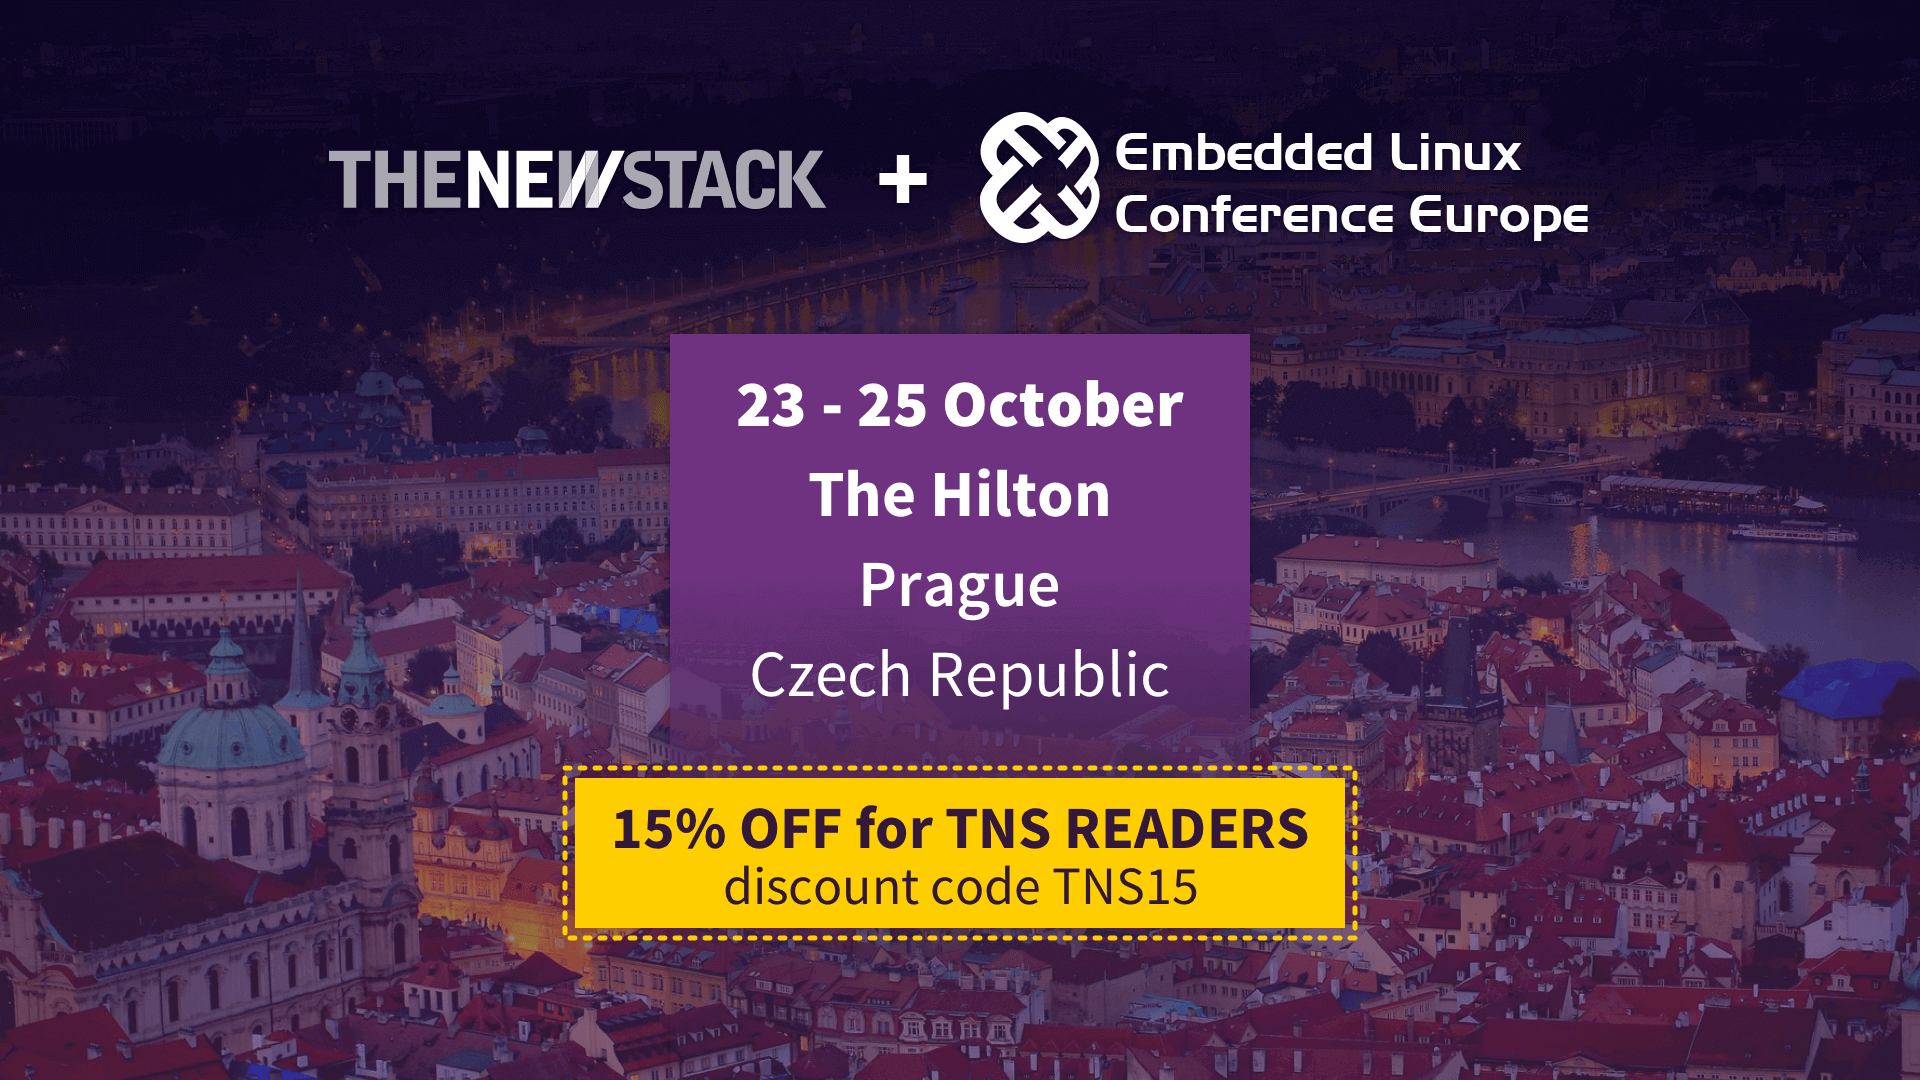 THENEWSTACK + Embedded Linux
Conference Europe
23 - 25 October
The Hilton
Prague
Czech Republic
15% OFF for TNS READERS
discount code TNS15